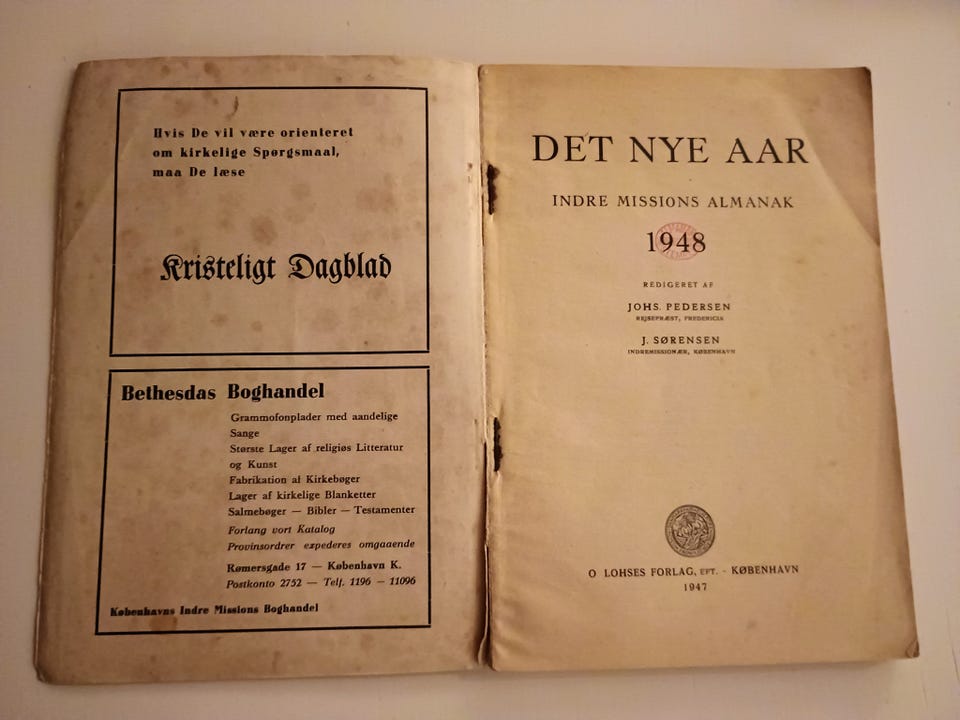 Hvis De vil være orienteret
om kirkelige Spørgsmaal,
maa De læse
Kristeligt Dagblad
Bethesdas Boghandel
Grammofonplader med aandelige
Sange
Største Lager af religiøs Litteratur
og Kunst
Fabrikation af Kirkebøger
Lager af kirkelige Blanketter
Salmebøger — Bibler — Testamenter
Forlang vort Katalog
Provinsordrer expederes omgaaende
Rømersgade 17 — København K.
Postkonto 2752 — Telf. 1196 — 11096
Københavns Indre Missions Boghandel
DET NYE AAR
INDRE MISSIONS ALMANAK
1948
REDIGERET AF
JOHS. PEDERSEN
REJSEPRÆST, FREDERICIA
J. SØRENSEN
INDREMISSIONÆR, KØBENHAVN
O LOHSES FORLAG, EFT. - KØBENHAVN
1947